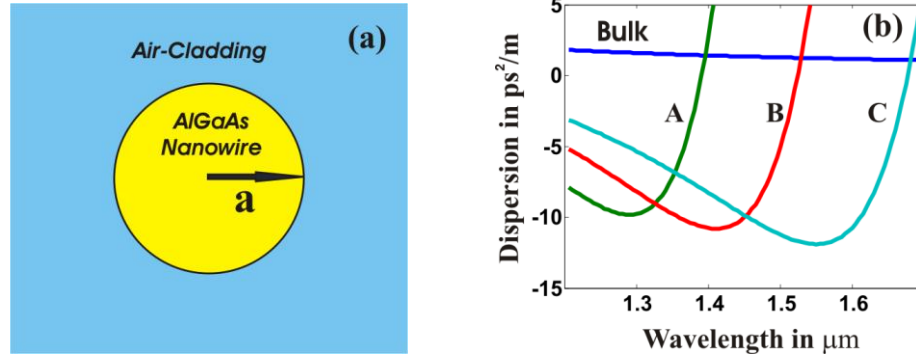 (a)
Air-Cladding
AlGaAs
Nanowire
a
(b)
Bulk
A
B
C
5
0
-5
-10
-15
1.3
1.4
1.5
1.6
Dispersion in ps²/m
Wavelength in μm